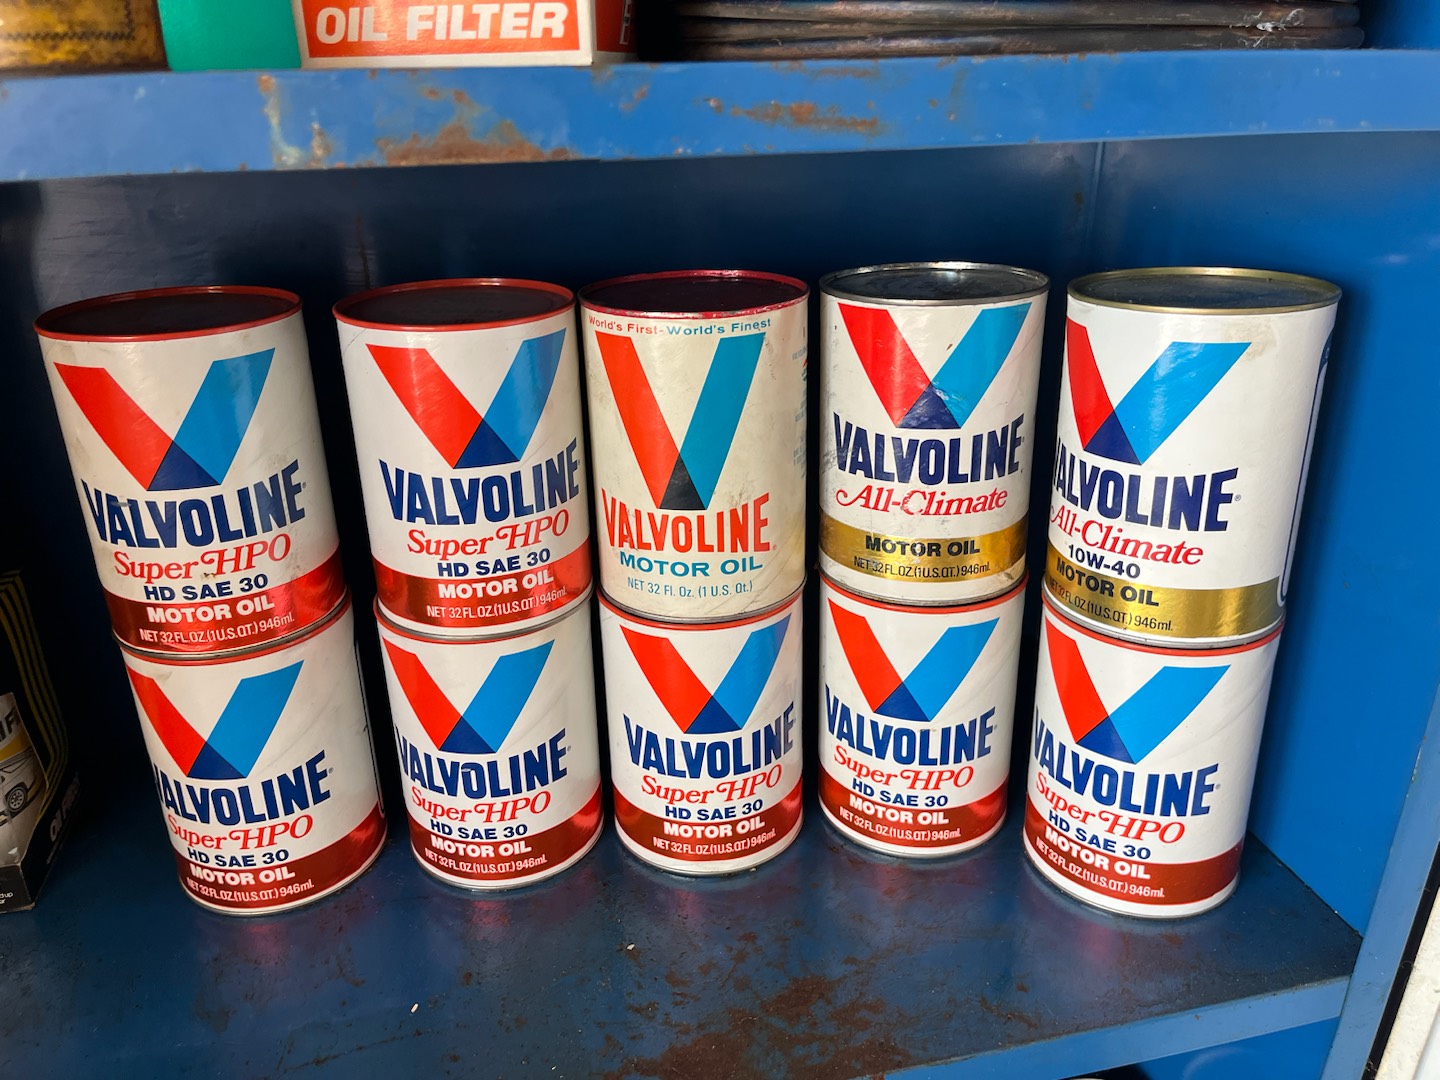 OIL FILTER
VALVOLINE®
Super HPO
HD SAE 30
MOTOR OIL
NET 32 FL. OZ. (1 U.S. QT.) 946ml.
VALVOLINE
Super HPO
HD SAE 30
MOTOR OIL
NET 32 FL. OZ. (1 U.S. QT.) 946ml.
World's First-World's Finest
VALVOLINE®
MOTOR OIL
NET 32 Fl. Oz. (1 U.S. Qt.)
VALVOLINE
All-Climate
MOTOR OIL
NET 32 FL. OZ. (1 U.S. QT.) 946ml.
VALVOLINE®
All-Climate
10W-40
MOTOR OIL
NET 32 FL. OZ. (1 U.S. QT.) 946ml.
VALVOLINE®
Super HPO
HD SAE 30
MOTOR OIL
NET 32 FL. OZ. (1 U.S. QT.) 946ml.
VALVOLINE®
Super HPO
HD SAE 30
MOTOR OIL
NET 32 FL. OZ. (1 U.S. QT.) 946ml.
VALVOLINE
Super HPO
HD SAE 30
MOTOR OIL
NET 32 FL. OZ. (1 U.S. QT.) 946ml.
VALVOLINE®
Super HPO
HD SAE 30
MOTOR OIL
NET 32 FL. OZ. (1 U.S. QT.) 946ml.
VALVOLINE®
Super HPO
HD SAE 30
MOTOR OIL
NET 32 FL. OZ. (1 U.S. QT.) 946ml.